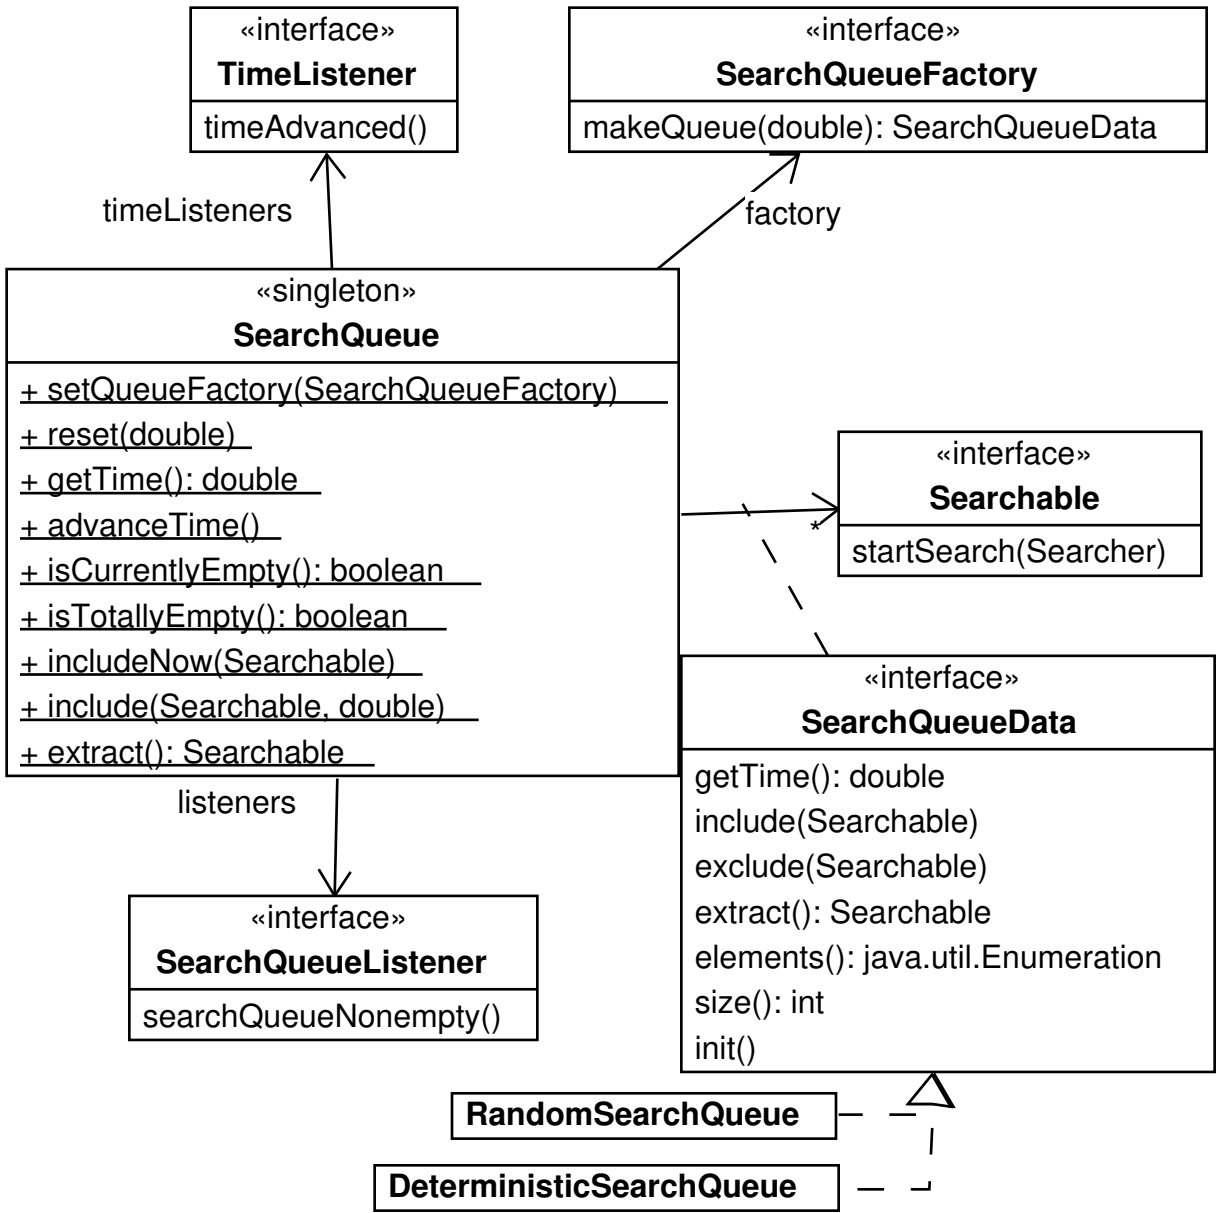 «interface»
TimeListener
timeAdvanced()
«interface»
SearchQueueFactory
makeQueue(double): SearchQueueData
timeListeners
factory
«singleton»
SearchQueue
+ setQueueFactory(SearchQueueFactory)
+ reset(double)
+ getTime(): double
+ advanceTime()
+ isCurrentlyEmpty(): boolean
+ isTotallyEmpty(): boolean
+ includeNow(Searchable)
+ include(Searchable, double)
+ extract(): Searchable
«interface»
Searchable
startSearch(Searcher)
*
«interface»
SearchQueueData
getTime(): double
include(Searchable)
exclude(Searchable)
extract(): Searchable
elements(): java.util.Enumeration
size(): int
init()
listeners
«interface»
SearchQueueListener
searchQueueNonempty()
RandomSearchQueue
DeterministicSearchQueue